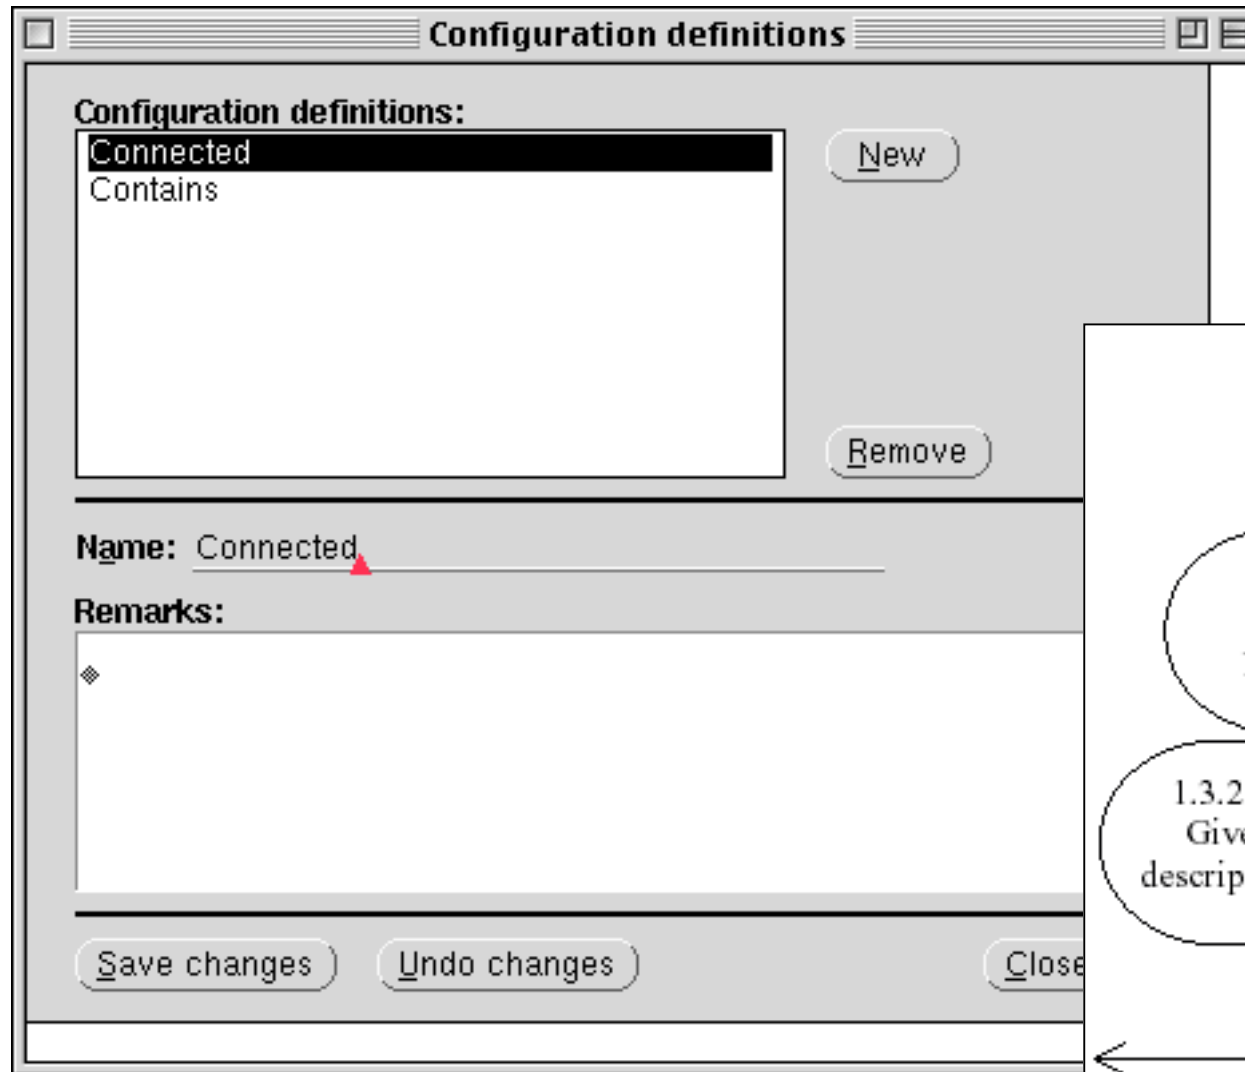 Configuration definitions
Configuration definitions:
Connected
Contains
New
Remove
Name: Connected
Remarks:
Save changes
Undo changes
Close
1.3.2